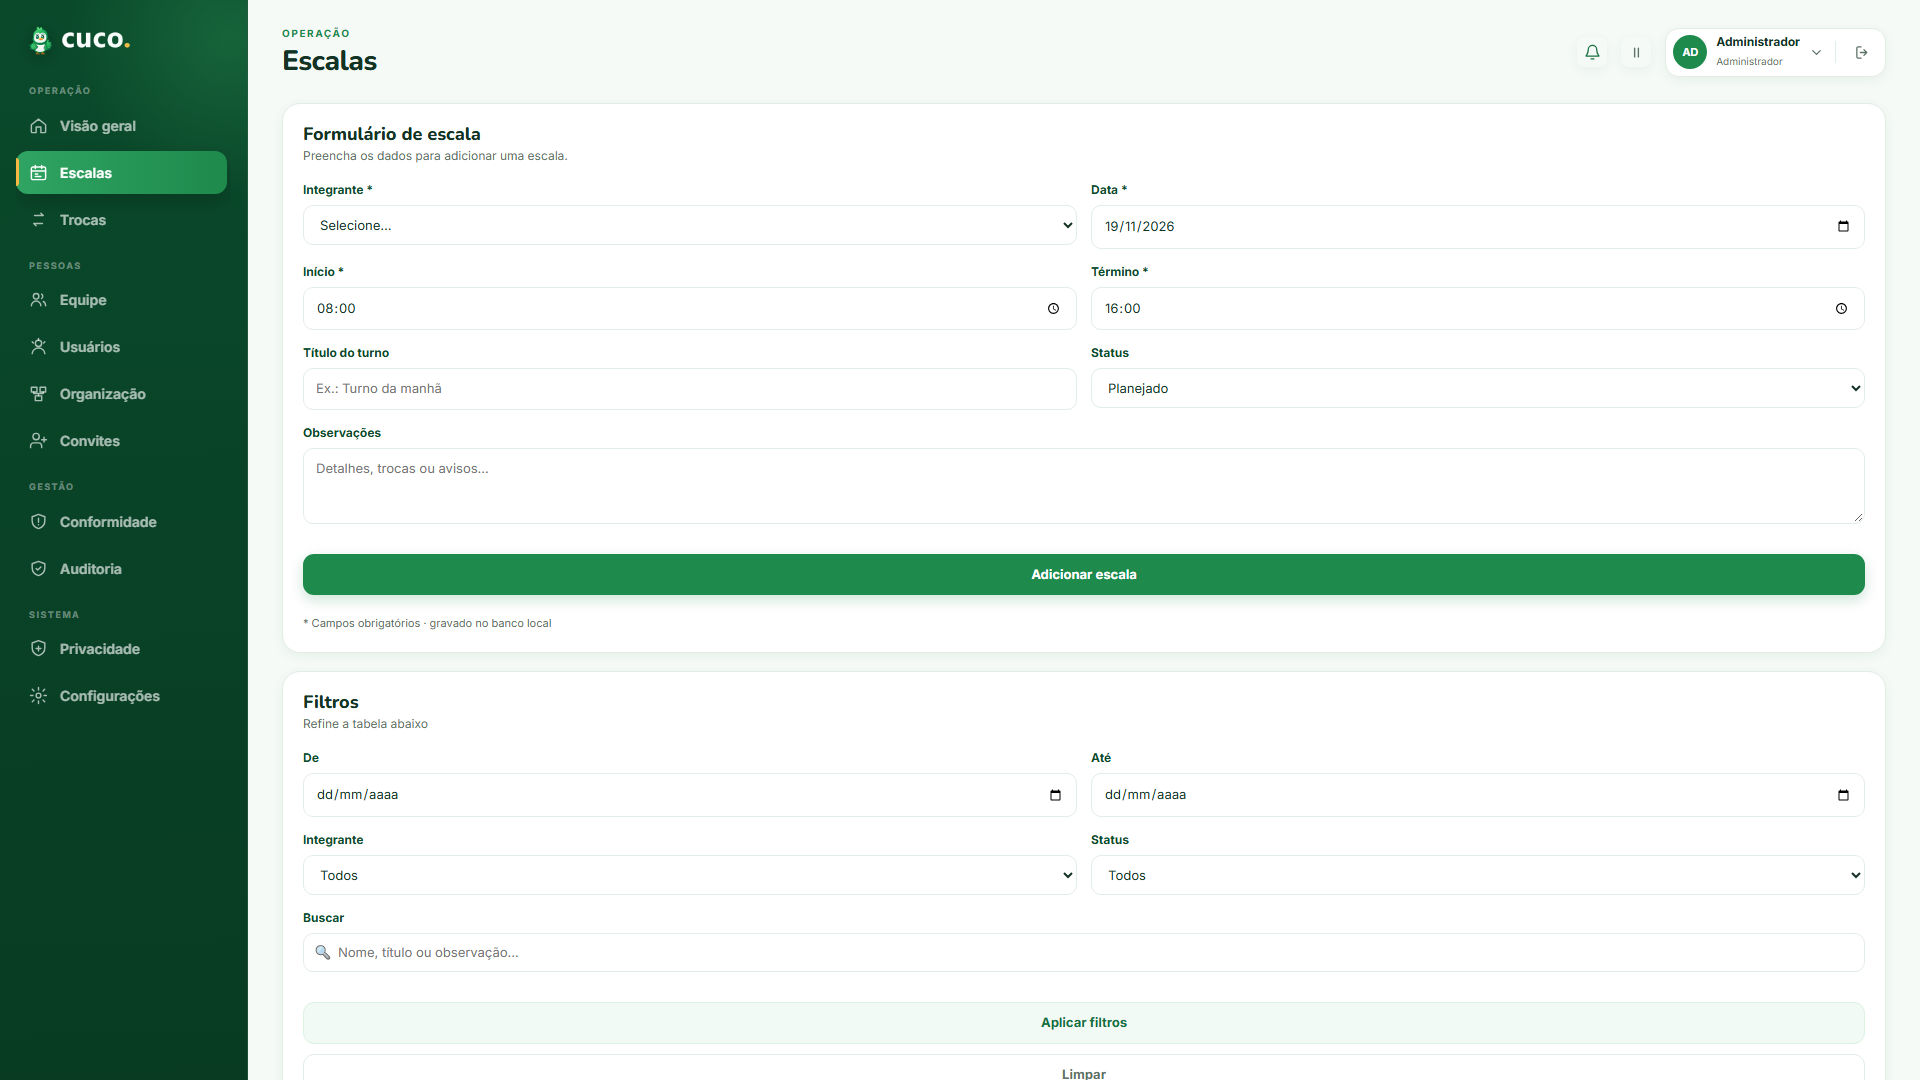 cuco.
OPERAÇÃO
Visão geral
Escalas
Trocas
PESSOAS
Equipe
Usuários
Organização
Convites
GESTÃO
Conformidade
Auditoria
SISTEMA
Privacidade
Configurações
OPERAÇÃO
Escalas
AD
Administrador
Administrador
Formulário de escala
Preencha os dados para adicionar uma escala.
Integrante *
Data *
Selecione...
19/11/2026
Início *
Término *
08:00
16:00
Título do turno
Status
Ex.: Turno da manhã
Planejado
Observações
Detalhes, trocas ou avisos...
Adicionar escala
* Campos obrigatórios · gravado no banco local
Filtros
Refine a tabela abaixo
De
Até
dd/mm/aaaa
dd/mm/aaaa
Integrante
Status
Todos
Todos
Buscar
Nome, título ou observação...
Aplicar filtros
Limpar